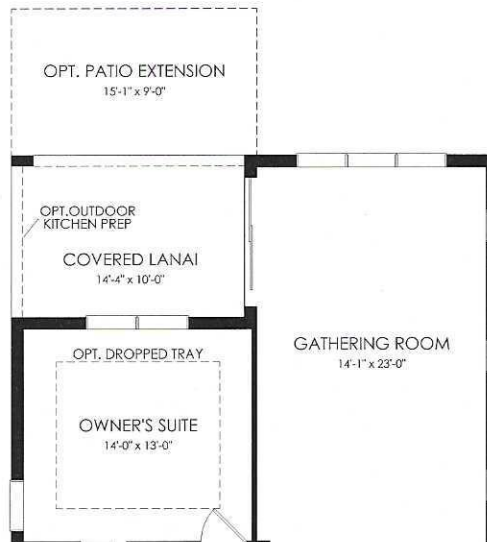 OPT. PATIO EXTENSION
15'-1" x 9'-0"
OPT.OUTDOOR
KITCHEN PREP
COVERED LANAI
14'-4" x 10'-0"
OPT. DROPPED TRAY
OWNER'S SUITE
14'-0" x 13'-0"
GATHERING ROOM
14'-1" x 23'-0"